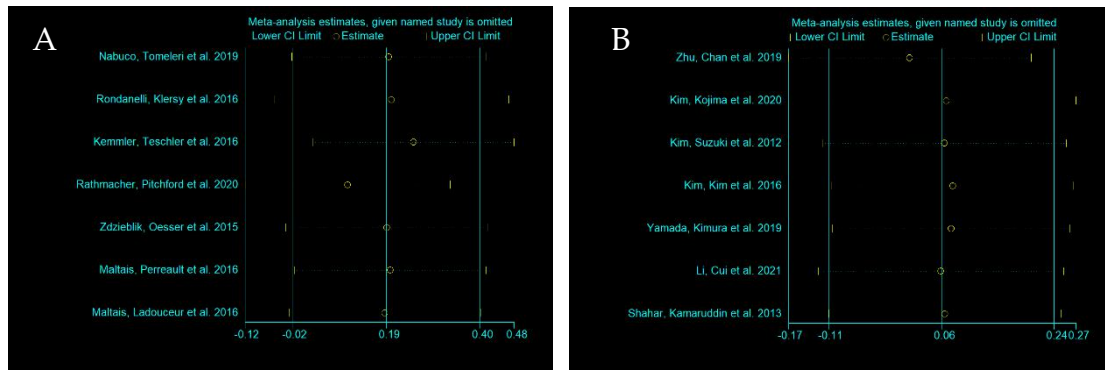 A
Meta-analysis estimates, given named study is omitted
Lower CI Limit Estimate Upper CI Limit
Nabuco, Tomeleri et al. 2019
Rondanelli, Klersy et al. 2016
Kemmler, Teschler et al. 2016
Rathmacher, Pitchford et al. 2020
Zdzieblik, Oesser et al. 2015
Maltais, Perreault et al. 2016
Maltais, Ladouceur et al. 2016
-0.12 -0.02 0.19 0.40 0.48
B
Meta-analysis estimates, given named study is omitted
Lower CI Limit Estimate Upper CI Limit
Zhu, Chan et al. 2019
Kim, Kojima et al. 2020
Kim, Suzuki et al. 2012
Kim, Kim et al. 2016
Yamada, Kimura et al. 2019
Li, Cui et al. 2021
Shahar, Kamaruddin et al. 2013
-0.17 -0.11 0.06 0.24 0.27